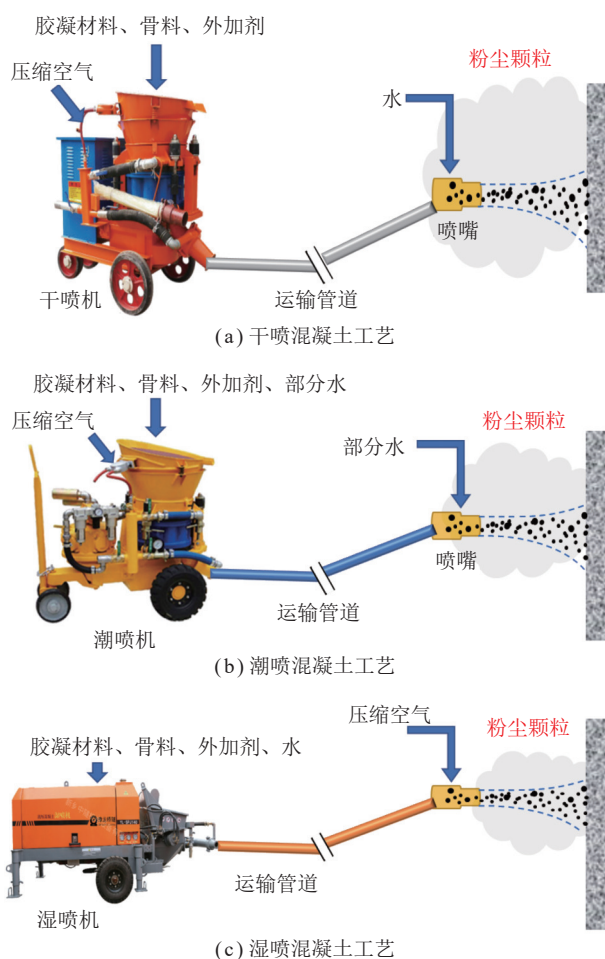 胶凝材料、骨料、外加剂
压缩空气
粉尘颗粒
水
喷嘴
干喷机
运输管道
(a) 干喷混凝土工艺
胶凝材料、骨料、外加剂、部分水
压缩空气
粉尘颗粒
部分水
喷嘴
运输管道
潮喷机
(b) 潮喷混凝土工艺
压缩空气
粉尘颗粒
胶凝材料、骨料、外加剂、水
运输管道
湿喷机
(c) 湿喷混凝土工艺